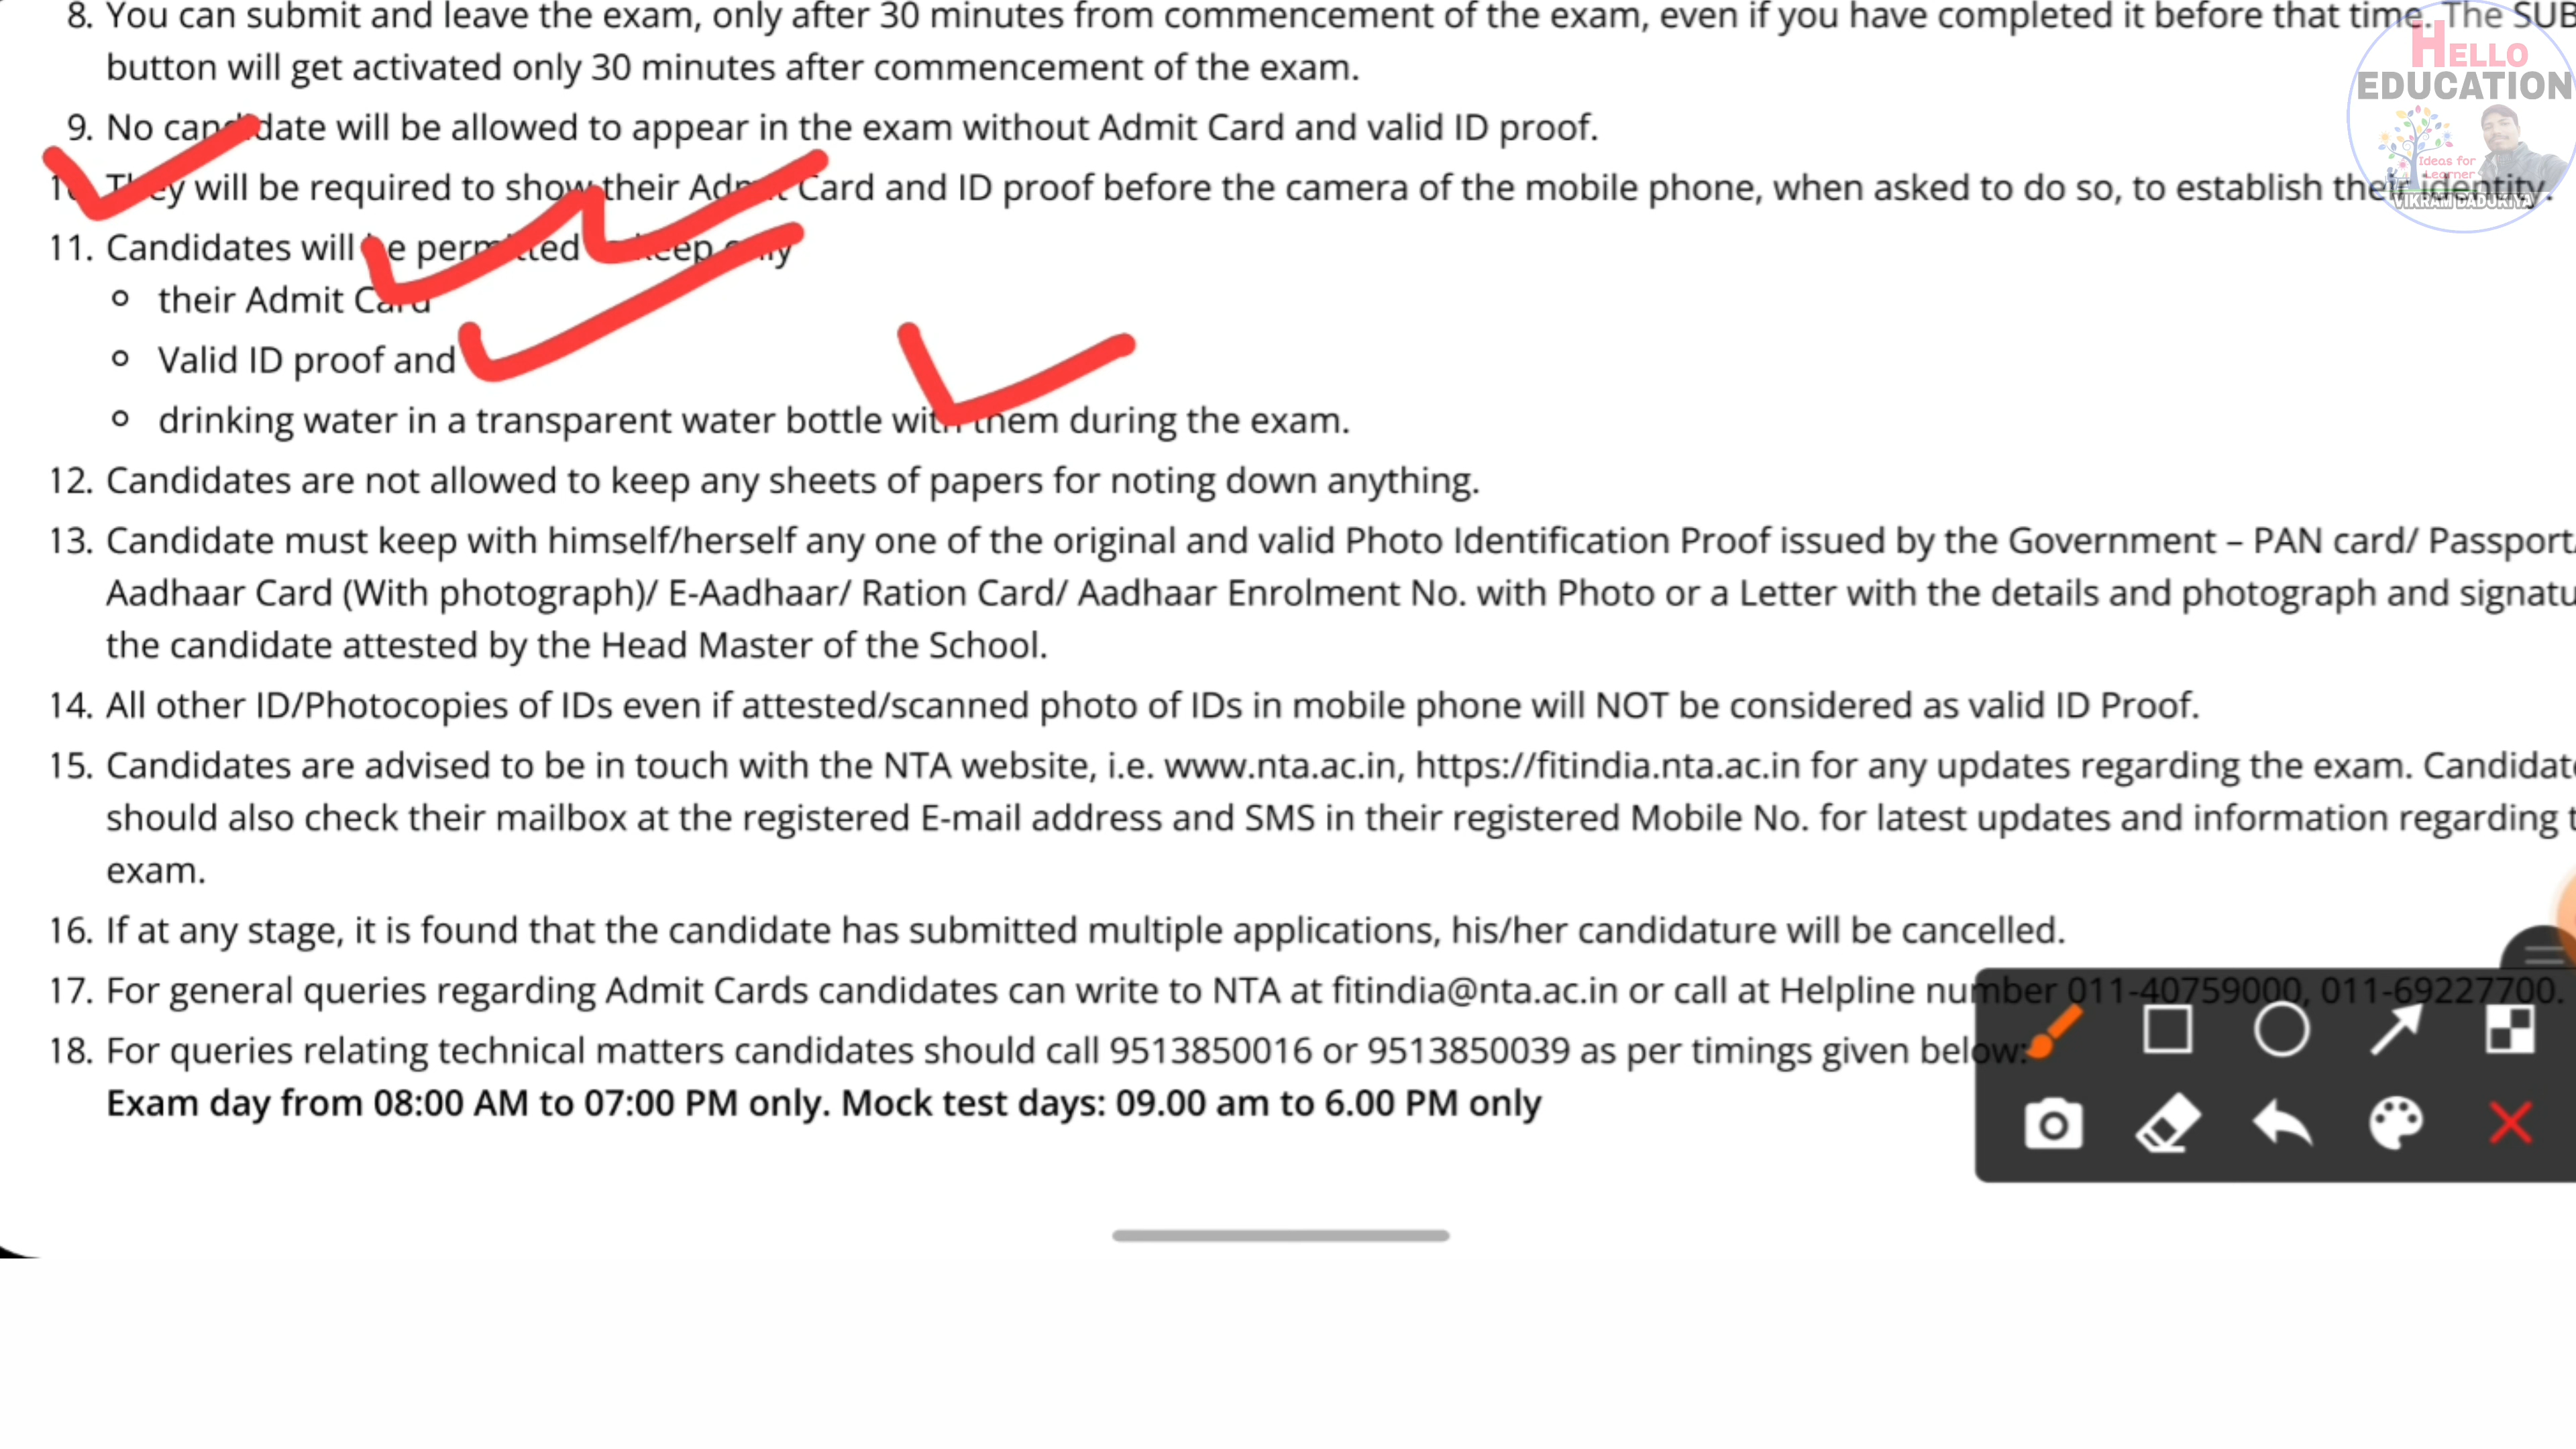 8. You can submit and leave the exam, only after 30 minutes from commencement of the exam, even if you have completed it before that time. The SUB
button will get activated only 30 minutes after commencement of the exam.
9. No candidate will be allowed to appear in the exam without Admit Card and valid ID proof.
10. They will be required to show their Admit Card and ID proof before the camera of the mobile phone, when asked to do so, to establish their identity.
11. Candidates will be permitted to keep only
their Admit Card
Valid ID proof and
drinking water in a transparent water bottle with them during the exam.
12. Candidates are not allowed to keep any sheets of papers for noting down anything.
13. Candidate must keep with himself/herself any one of the original and valid Photo Identification Proof issued by the Government – PAN card/ Passport/
Aadhaar Card (With photograph)/ E-Aadhaar/ Ration Card/ Aadhaar Enrolment No. with Photo or a Letter with the details and photograph and signatu
the candidate attested by the Head Master of the School.
14. All other ID/Photocopies of IDs even if attested/scanned photo of IDs in mobile phone will NOT be considered as valid ID Proof.
15. Candidates are advised to be in touch with the NTA website, i.e. www.nta.ac.in, https://fitindia.nta.ac.in for any updates regarding the exam. Candidate
should also check their mailbox at the registered E-mail address and SMS in their registered Mobile No. for latest updates and information regarding t
exam.
16. If at any stage, it is found that the candidate has submitted multiple applications, his/her candidature will be cancelled.
17. For general queries regarding Admit Cards candidates can write to NTA at fitindia@nta.ac.in or call at Helpline number 011-40759000, 011-69227700.
18. For queries relating technical matters candidates should call 9513850016 or 9513850039 as per timings given below:
Exam day from 08:00 AM to 07:00 PM only. Mock test days: 09.00 am to 6.00 PM only
HELLO
EDUCATION
Ideas for
Learner
VIKRAM DADURIYA